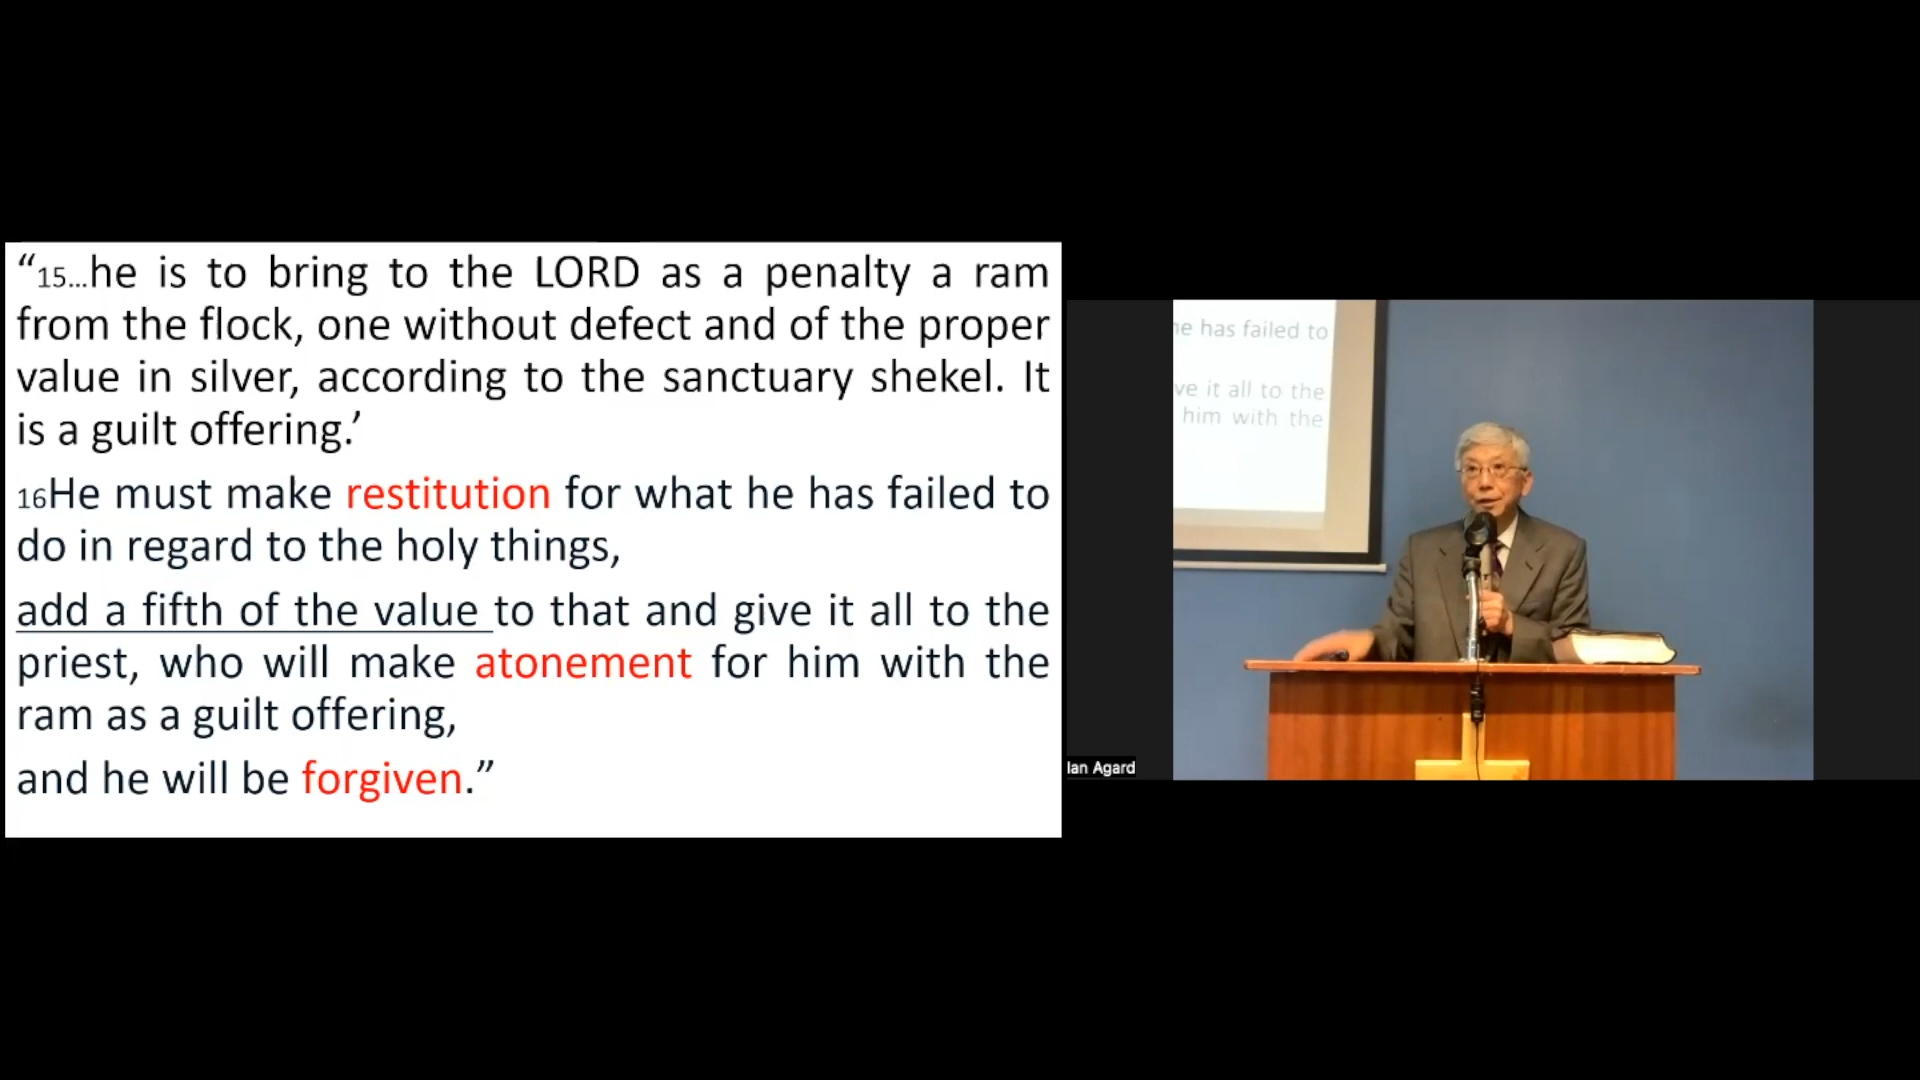 “15...he is to bring to the LORD as a penalty a ram
from the flock, one without defect and of the proper
value in silver, according to the sanctuary shekel. It
is a guilt offering.’
16He must make restitution for what he has failed to
do in regard to the holy things,
add a fifth of the value to that and give it all to the
priest, who will make atonement for him with the
ram as a guilt offering,
and he will be forgiven.”
he has failed to
ve it all to the
him with the
Ian Agard